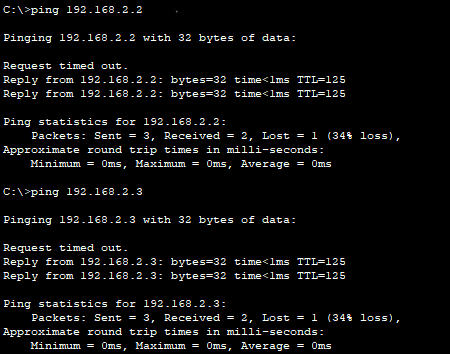 C:\>ping 192.168.2.2
Pinging 192.168.2.2 with 32 bytes of data:
Request timed out.
Reply from 192.168.2.2: bytes=32 time<1ms TTL=125
Reply from 192.168.2.2: bytes=32 time<1ms TTL=125
Ping statistics for 192.168.2.2:
    Packets: Sent = 3, Received = 2, Lost = 1 (34% loss),
Approximate round trip times in milli-seconds:
    Minimum = 0ms, Maximum = 0ms, Average = 0ms
C:\>ping 192.168.2.3
Pinging 192.168.2.3 with 32 bytes of data:
Request timed out.
Reply from 192.168.2.3: bytes=32 time<1ms TTL=125
Reply from 192.168.2.3: bytes=32 time<1ms TTL=125
Ping statistics for 192.168.2.3:
    Packets: Sent = 3, Received = 2, Lost = 1 (34% loss),
Approximate round trip times in milli-seconds:
    Minimum = 0ms, Maximum = 0ms, Average = 0ms